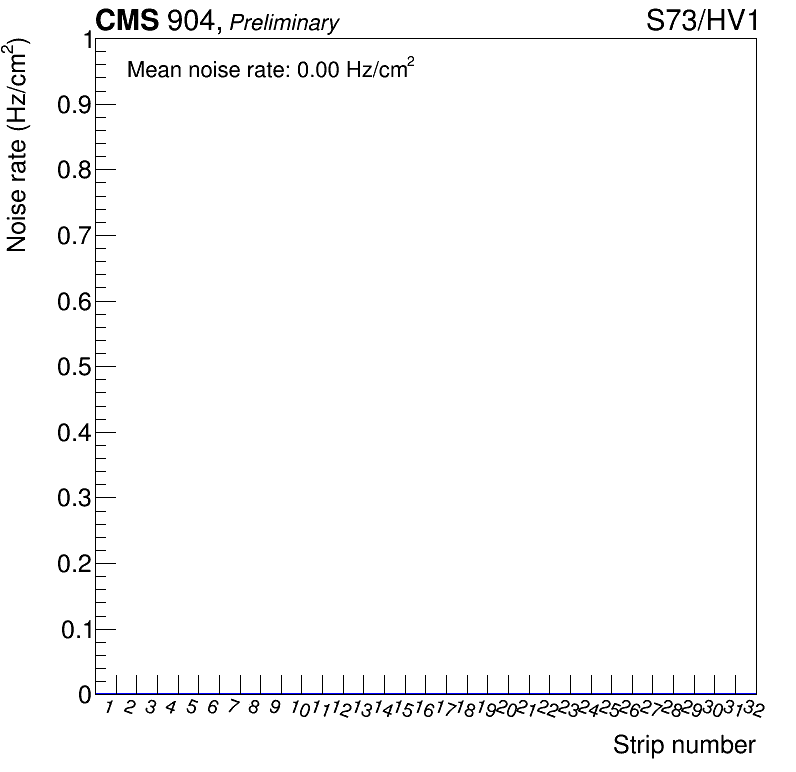 CMS 904, Preliminary
S73/HV1
Noise rate (Hz/cm²)
Mean noise rate: 0.00 Hz/cm²
1
0.9
0.8
0.7
0.6
0.5
0.4
0.3
0.2
0.1
0
1 2 3 4 5 6 7 8 9 10 11 12 13 14 15 16 17 18 19 20 21 22 23 24 25 26 27 28 29 30 31 32
Strip number